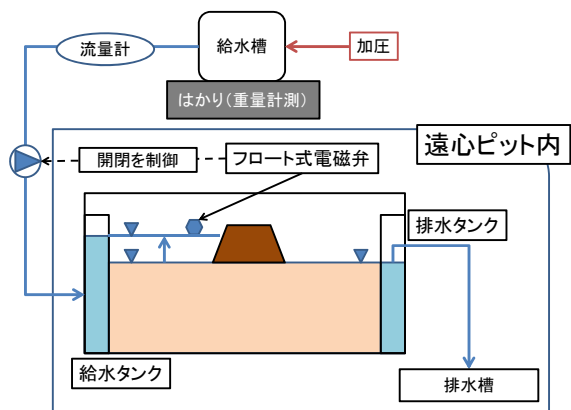 流量計
給水槽
加圧
はかり(重量計測)
遠心ピット内
開閉を制御
フロート式電磁弁
排水タンク
給水タンク
排水槽